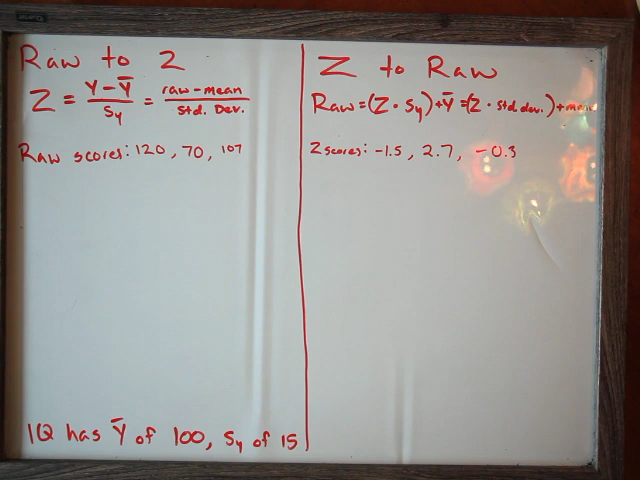 Raw to Z
Z = Y - Ȳ / Sy = raw - mean / Std. Dev.
Raw scores: 120, 70, 107
IQ has Ȳ of 100, Sy of 15
Z to Raw
Raw = (Z · Sy) + Ȳ = (Z · Std. dev.) + mean
Z scores: -1.5, 2.7, -0.3